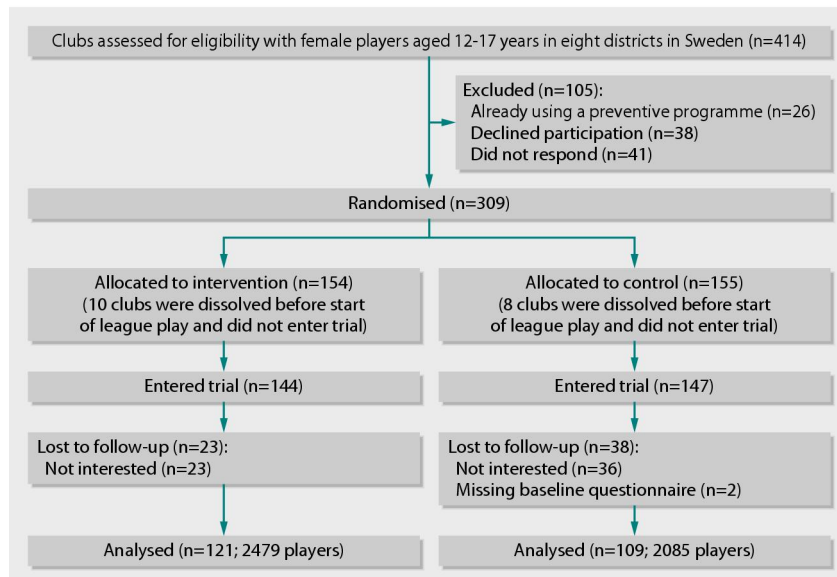 Clubs assessed for eligibility with female players aged 12-17 years in eight districts in Sweden (n=414)
Excluded (n=105):
Already using a preventive programme (n=26)
Declined participation (n=38)
Did not respond (n=41)
Randomised (n=309)
Allocated to intervention (n=154)
(10 clubs were dissolved before start
of league play and did not enter trial)
Allocated to control (n=155)
(8 clubs were dissolved before start
of league play and did not enter trial)
Entered trial (n=144)
Entered trial (n=147)
Lost to follow-up (n=23):
Not interested (n=23)
Lost to follow-up (n=38):
Not interested (n=36)
Missing baseline questionnaire (n=2)
Analysed (n=121; 2479 players)
Analysed (n=109; 2085 players)